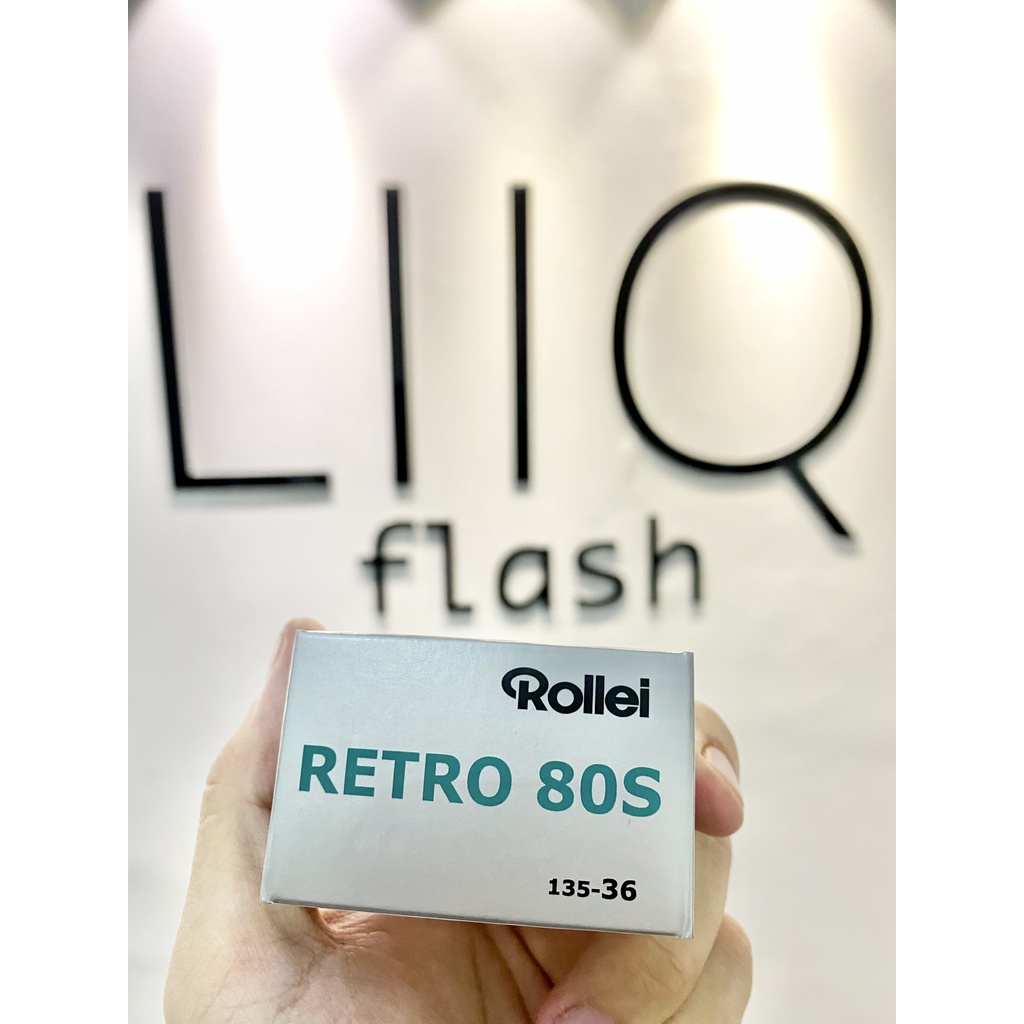 LIIQ
flash
Rollei
RETRO 80S
135-36